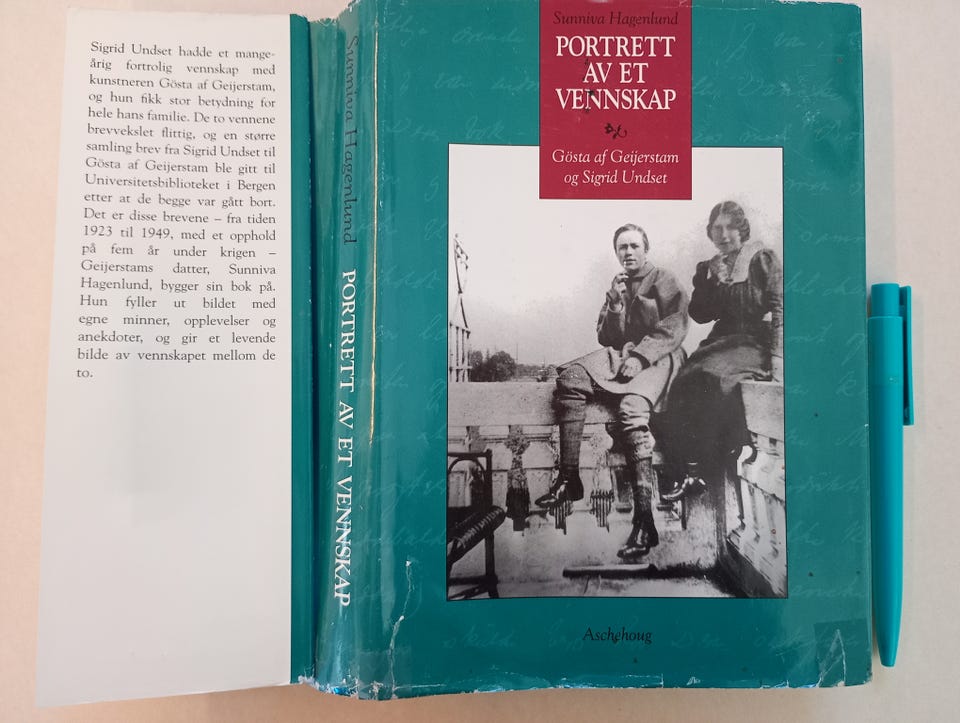 Sigrid Undset hadde et mange-
årig fortrolig vennskap med
kunstneren Gösta af Geijerstam,
og hun fikk stor betydning for
hele hans familie. De to vennene
brevvekslet flittig, og en større
samling brev fra Sigrid Undset til
Gösta af Geijerstam ble gitt til
Universitetsbiblioteket i Bergen
etter at de begge var gått bort.
Det er disse brevene – fra tiden
1923 til 1949, med et opphold
på fem år under krigen –
Geijerstams datter, Sunniva
Hagenlund, bygger sin bok på.
Hun fyller ut bildet med
egne minner, opplevelser og
anekdoter, og gir et levende
bilde av vennskapet mellom de
to.
Sunniva Hagenlund PORTRETT AV ET VENNSKAP
Sunniva Hagenlund
PORTRETT
AV ET
VENNSKAP
Gösta af Geijerstam
og Sigrid Undset
Aschehoug